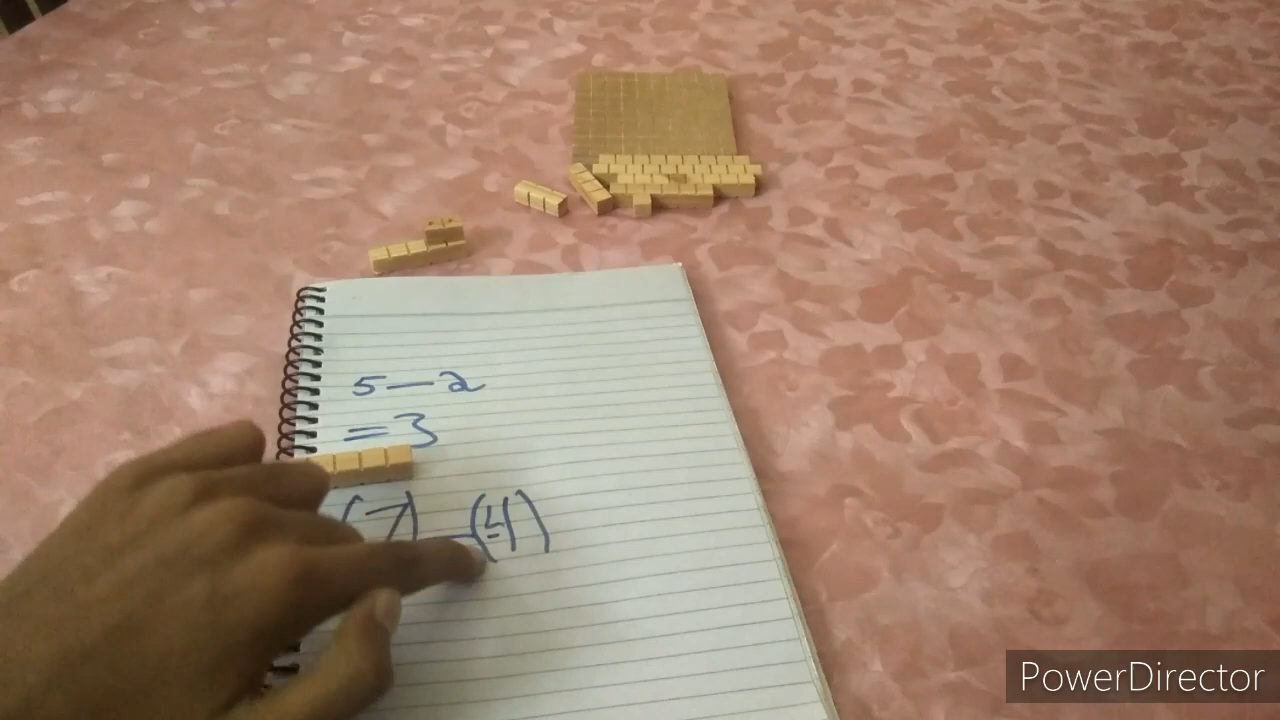 5 — 2
= 3
(7) — (4)
PowerDirector